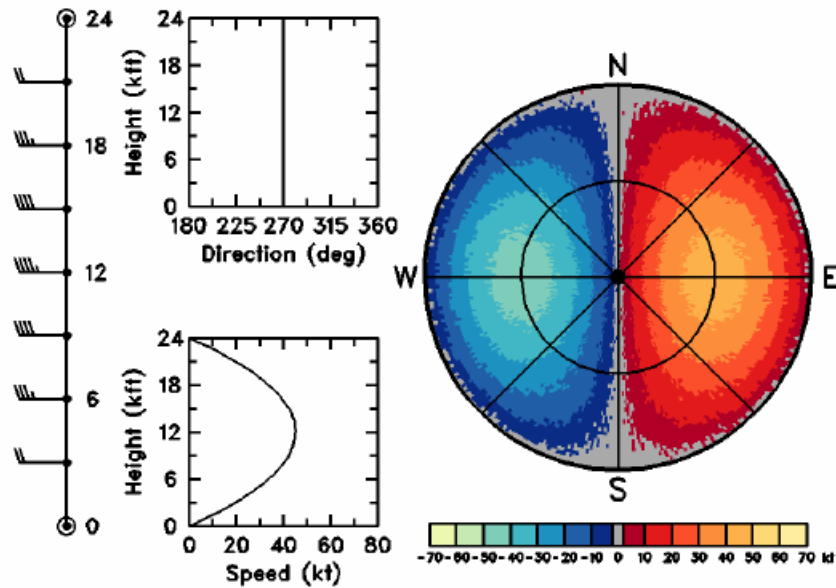 24
18
12
6
0
24
18
12
6
0
Height (kft)
180 225 270 315 360
Direction (deg)
24
18
12
6
0
Height (kft)
0 20 40 60 80
Speed (kt)
N
W
E
S
-70 -60 -50 -40 -30 -20 -10 0 10 20 30 40 50 60 70 kt